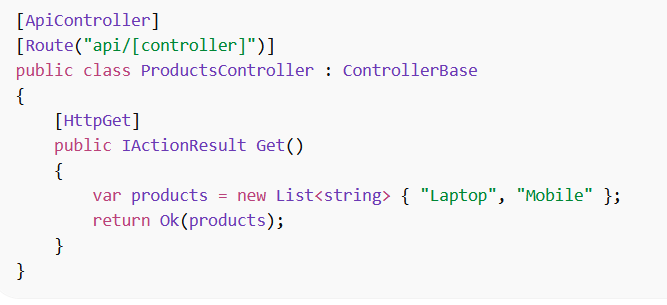 [ApiController]
[Route("api/[controller]")]
public class ProductsController : ControllerBase
{
    [HttpGet]
    public IActionResult Get()
    {
        var products = new List<string> { "Laptop", "Mobile" };
        return Ok(products);
    }
}